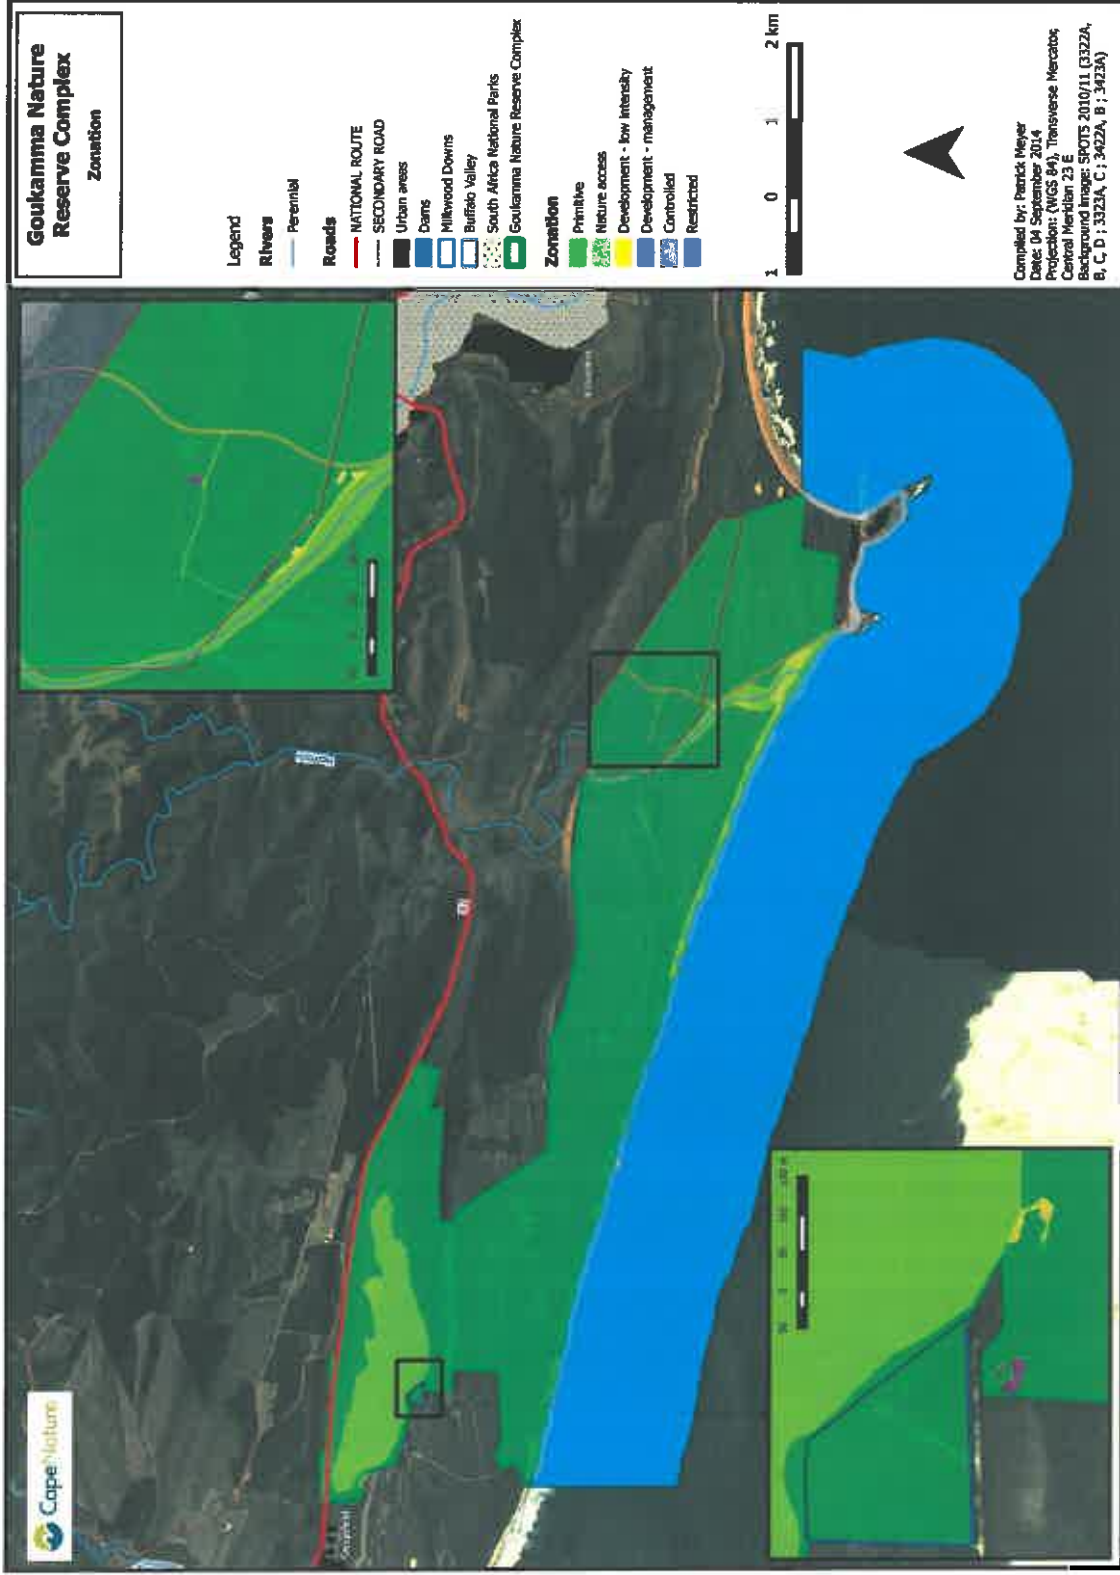 Goukamma Nature
Reserve Complex
Zonation
Legend
Rivers
Perennial
Roads
NATIONAL ROUTE
SECONDARY ROAD
Urban areas
Dams
Milkwood Downs
Buffalo Valley
South Africa National Parks
Goukamma Nature Reserve Complex
Zonation
Primitive
Nature access
Development - low intensity
Development - management
Controlled
Restricted
1 0 1 2 km
Compiled by: Patrick Meyer
Date: 04 September 2014
Projection: (WGS 84), Transverse Mercator,
Central Meridian 23 E
Background image: SPOT5 2010/11 (3322A,
B, C, D ; 3323A, C ; 3422A, B ; 3423A)
CapeNature